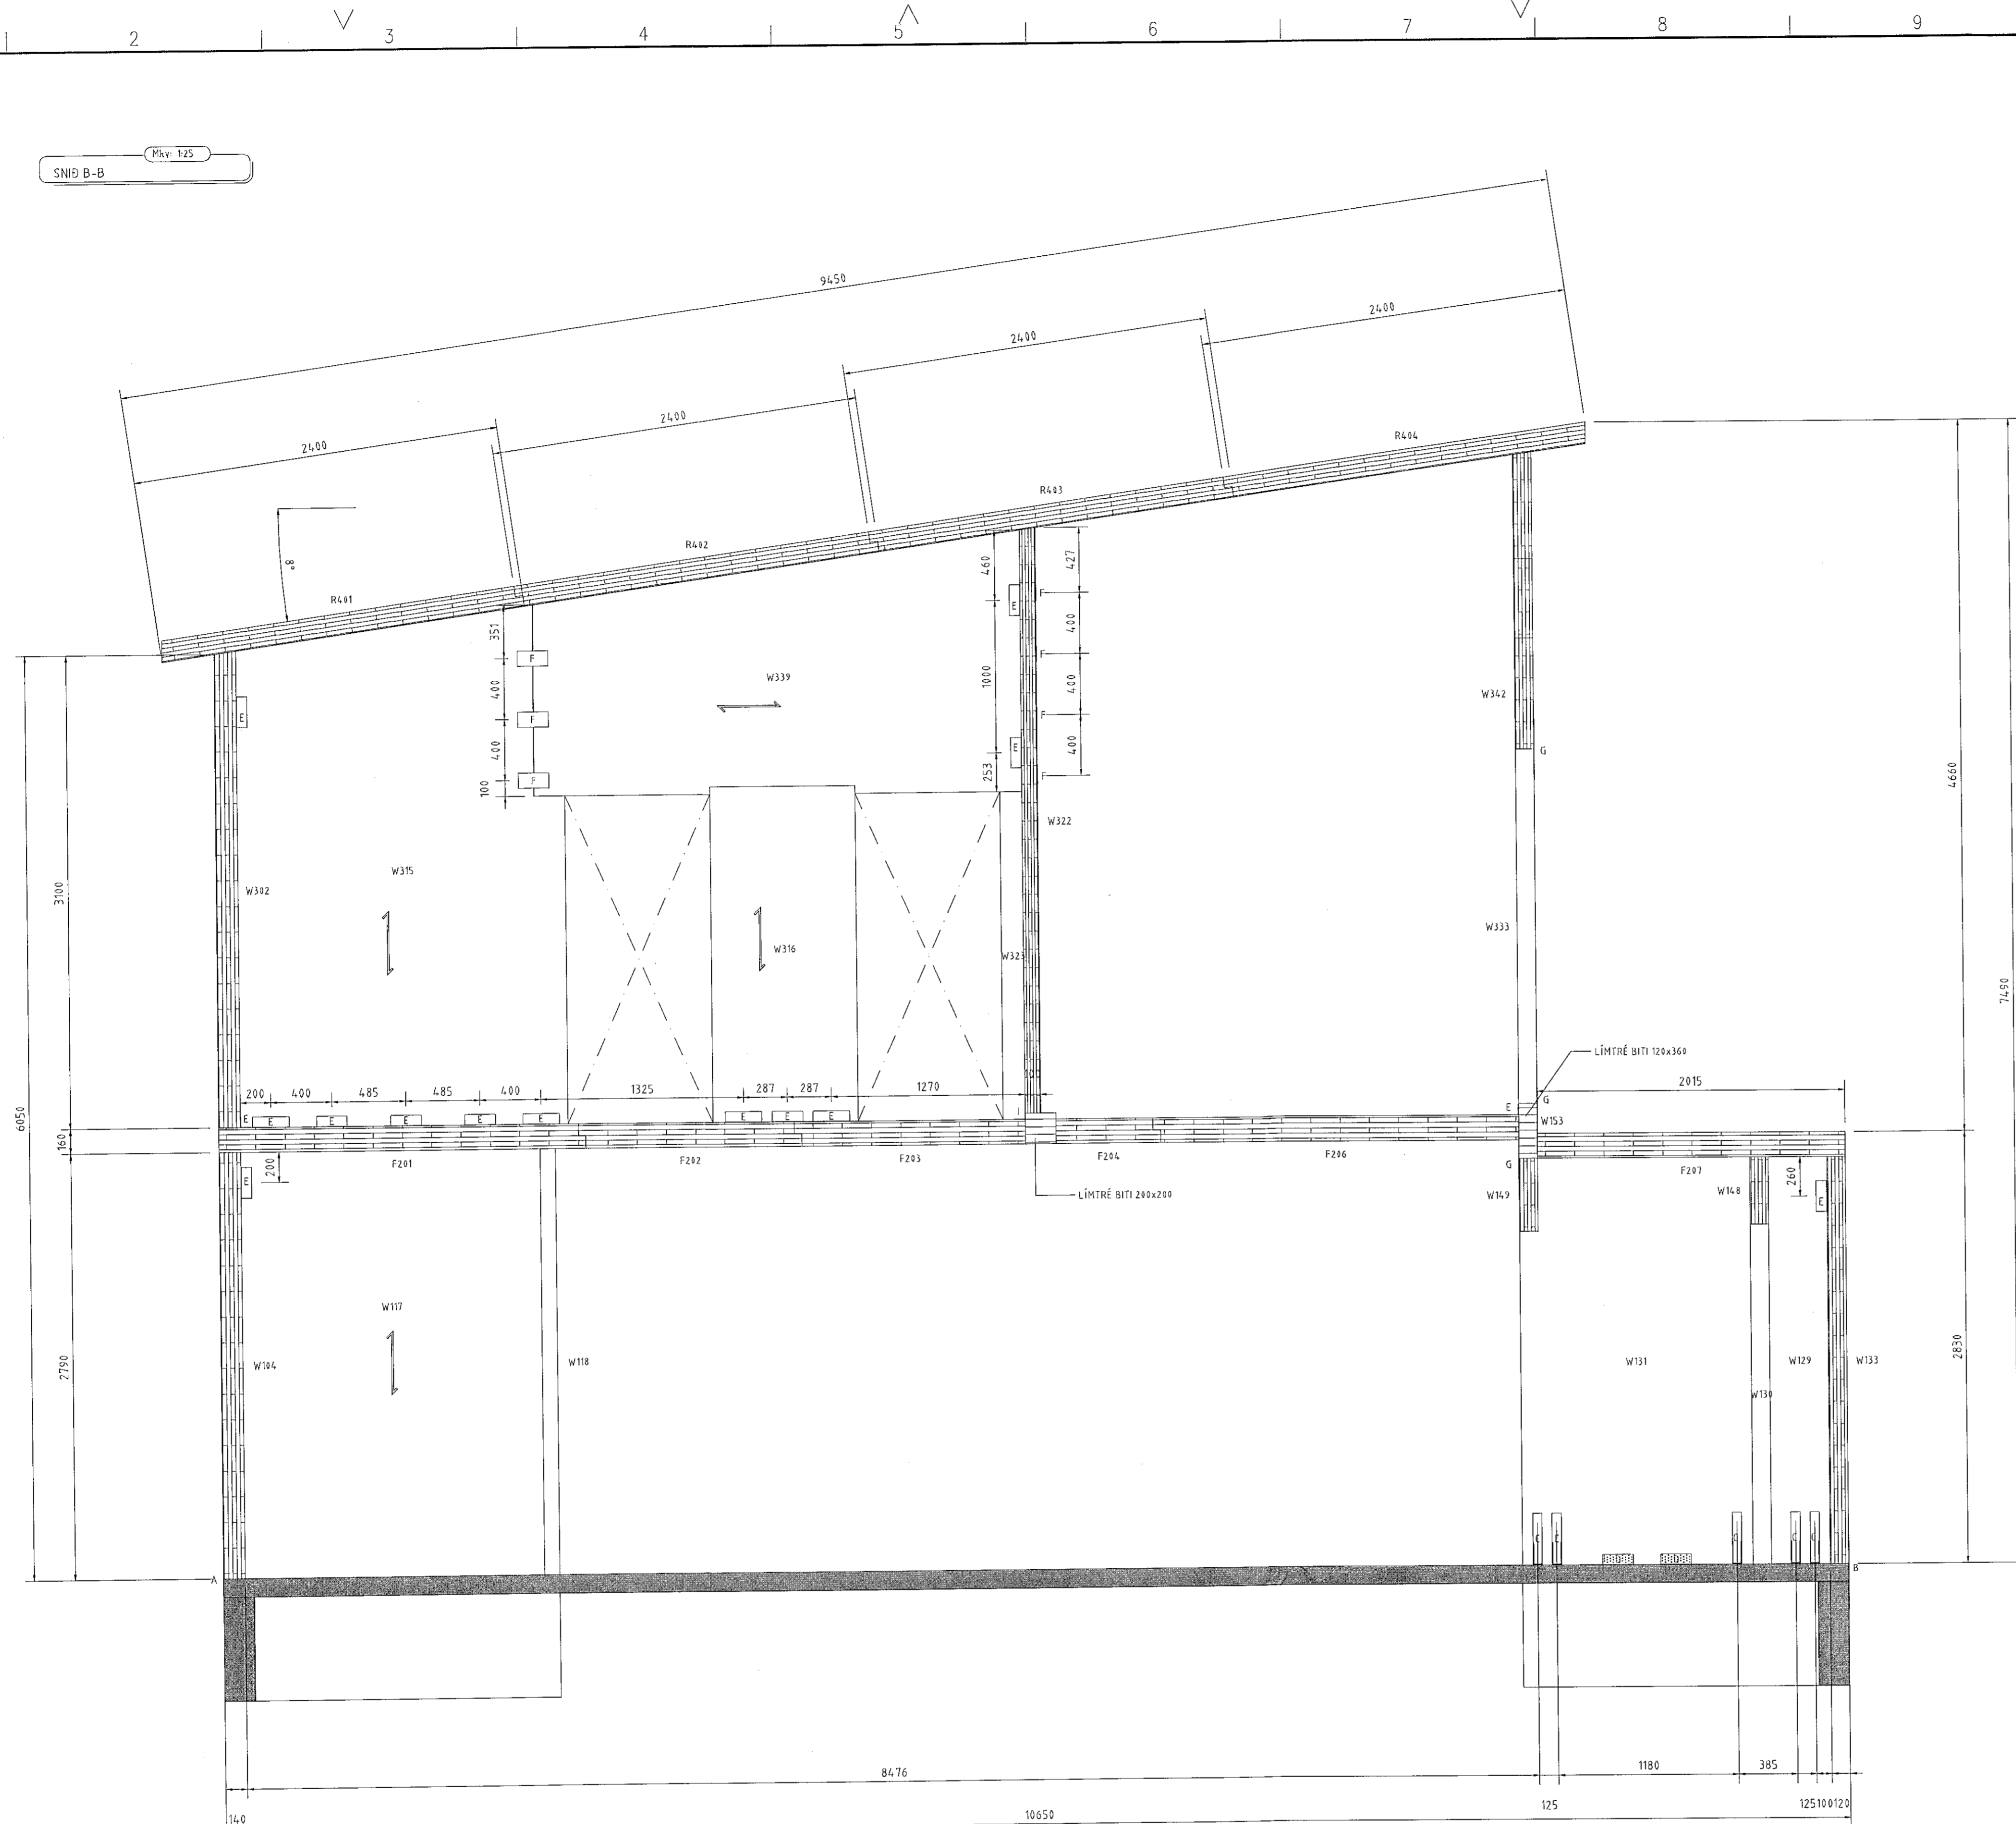 2 3 4 5 6 7 8 9
Mkv: 1:25
SNIÐ B-B
9450
2400
2400
2400
2400
8°
R401
R402
R403
R404
351
400
400
100
F
F
F
460
1000
253
E
E
427
400
400
400
F
F
F
F
W339
W342
G
E
W302
W315
W316
W322
W323
W333
3100
6050
160
2790
4660
7490
2830
LÍMTRÉ BITI 120x360
2015
200 400 485 485 400 1325 287 287 1270
E E E E E E E E E
E G
W153
F201 F202 F203 F204 F206 F207
G
LÍMTRÉ BITI 200x200
200
E
W149
W148
260
E
W117
W104
W118
W131
W130
W129
W133
A
B
8476 1180 385
140 10650 125 125 100 120